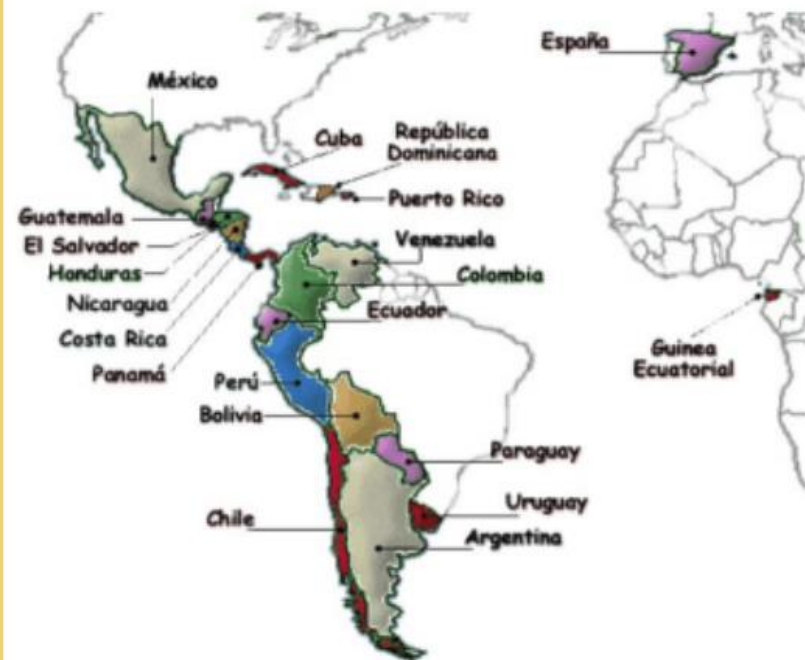 España
México
Cuba
República
Dominicana
Puerto Rico
Guatemala
El Salvador
Honduras
Nicaragua
Costa Rica
Panamá
Venezuela
Colombia
Ecuador
Perú
Bolivia
Guinea
Ecuatorial
Paraguay
Uruguay
Chile
Argentina